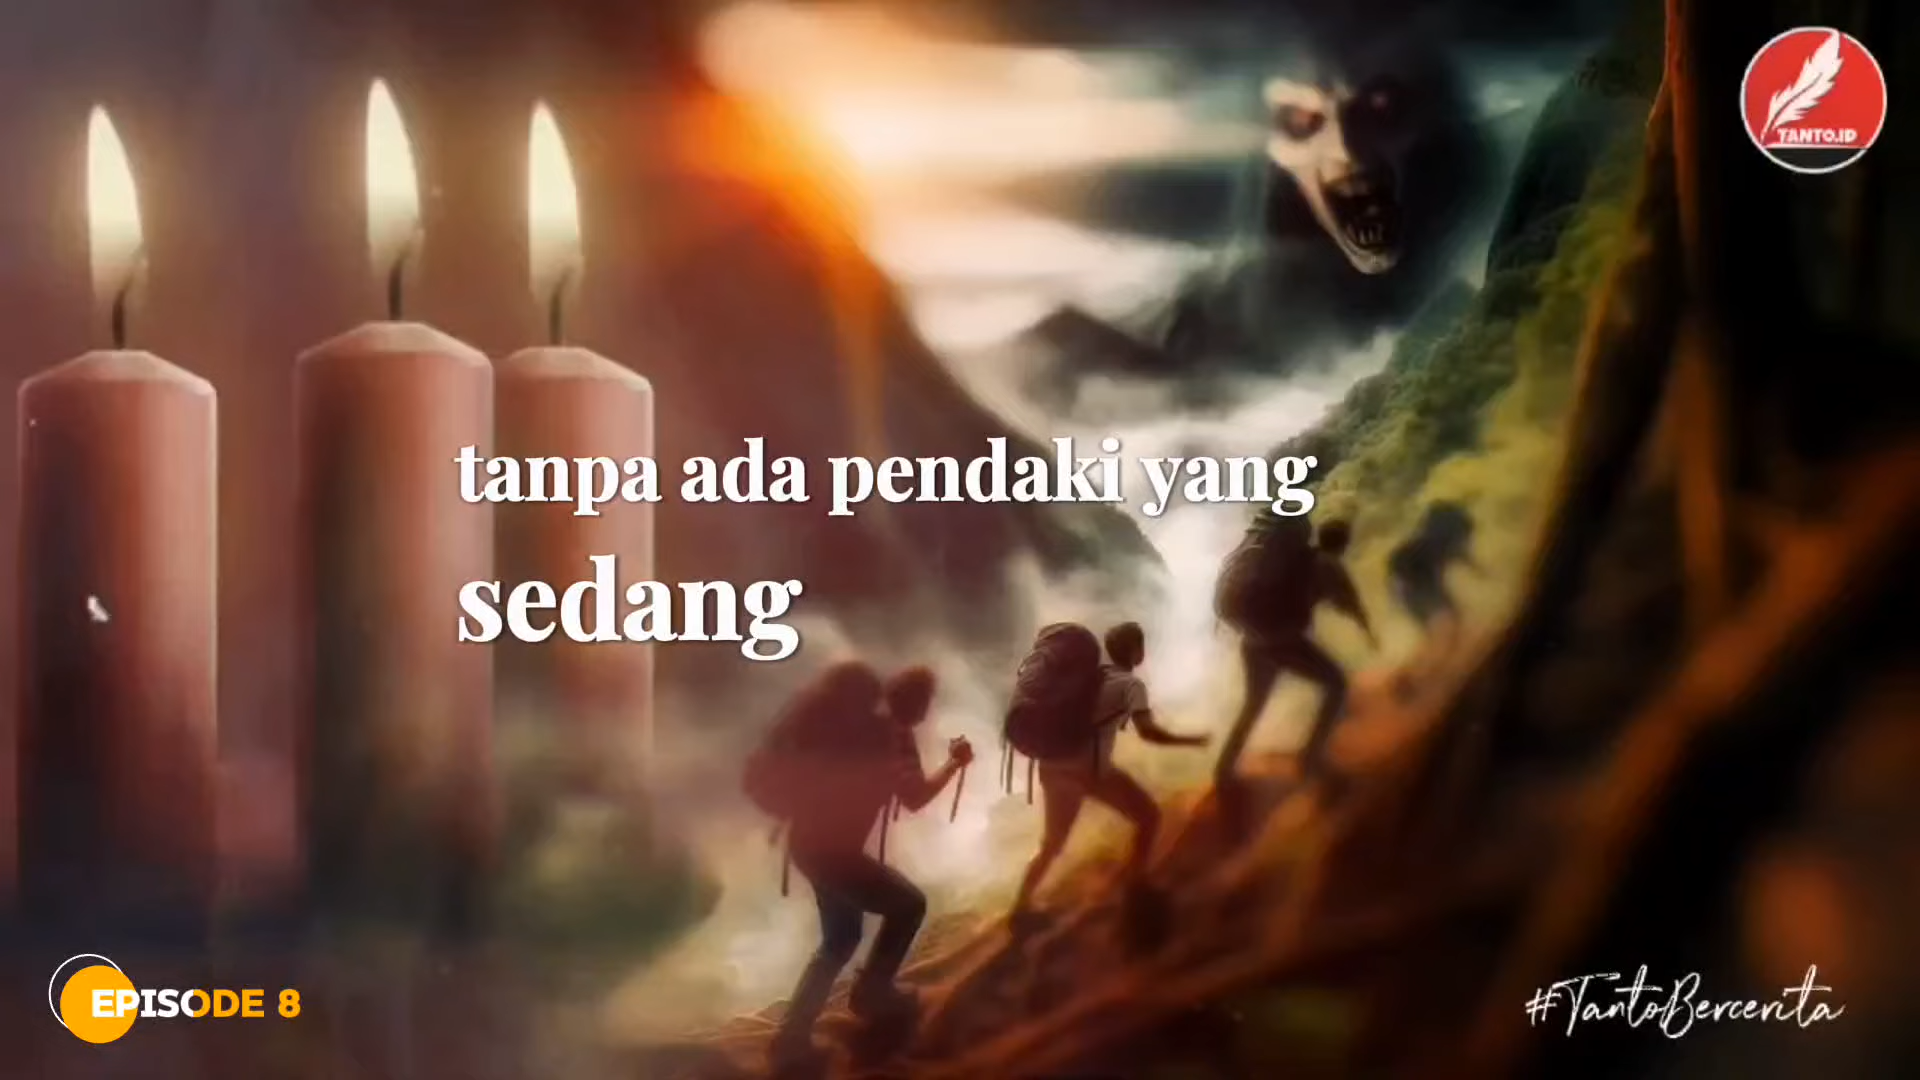 TANTO.ID
tanpa ada pendaki yang
sedang
EPISODE 8
#TantoBercerita